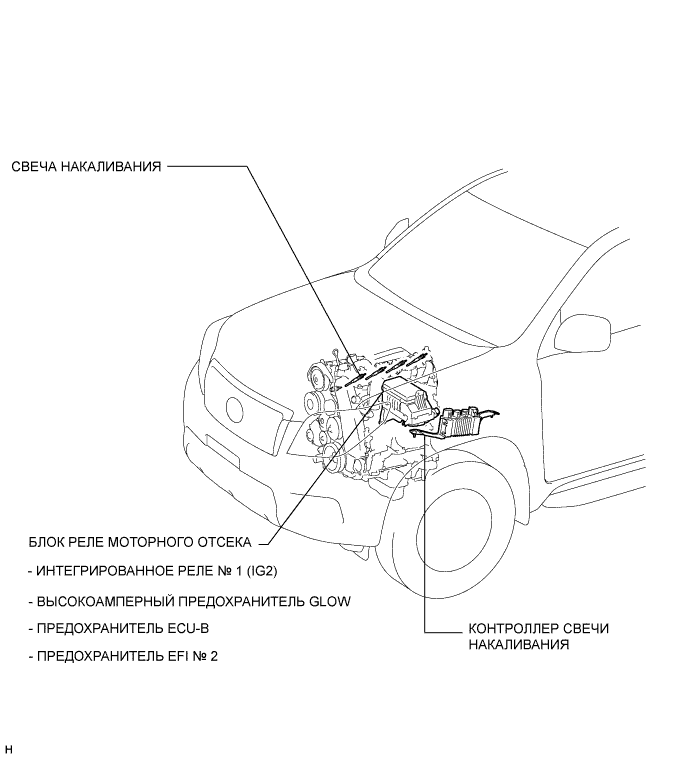 СВЕЧА НАКАЛИВАНИЯ
БЛОК РЕЛЕ МОТОРНОГО ОТСЕКА
- ИНТЕГРИРОВАННОЕ РЕЛЕ № 1 (IG2)
- ВЫСОКОАМПЕРНЫЙ ПРЕДОХРАНИТЕЛЬ GLOW
- ПРЕДОХРАНИТЕЛЬ ECU-B
- ПРЕДОХРАНИТЕЛЬ EFI № 2
КОНТРОЛЛЕР СВЕЧИ
НАКАЛИВАНИЯ
H